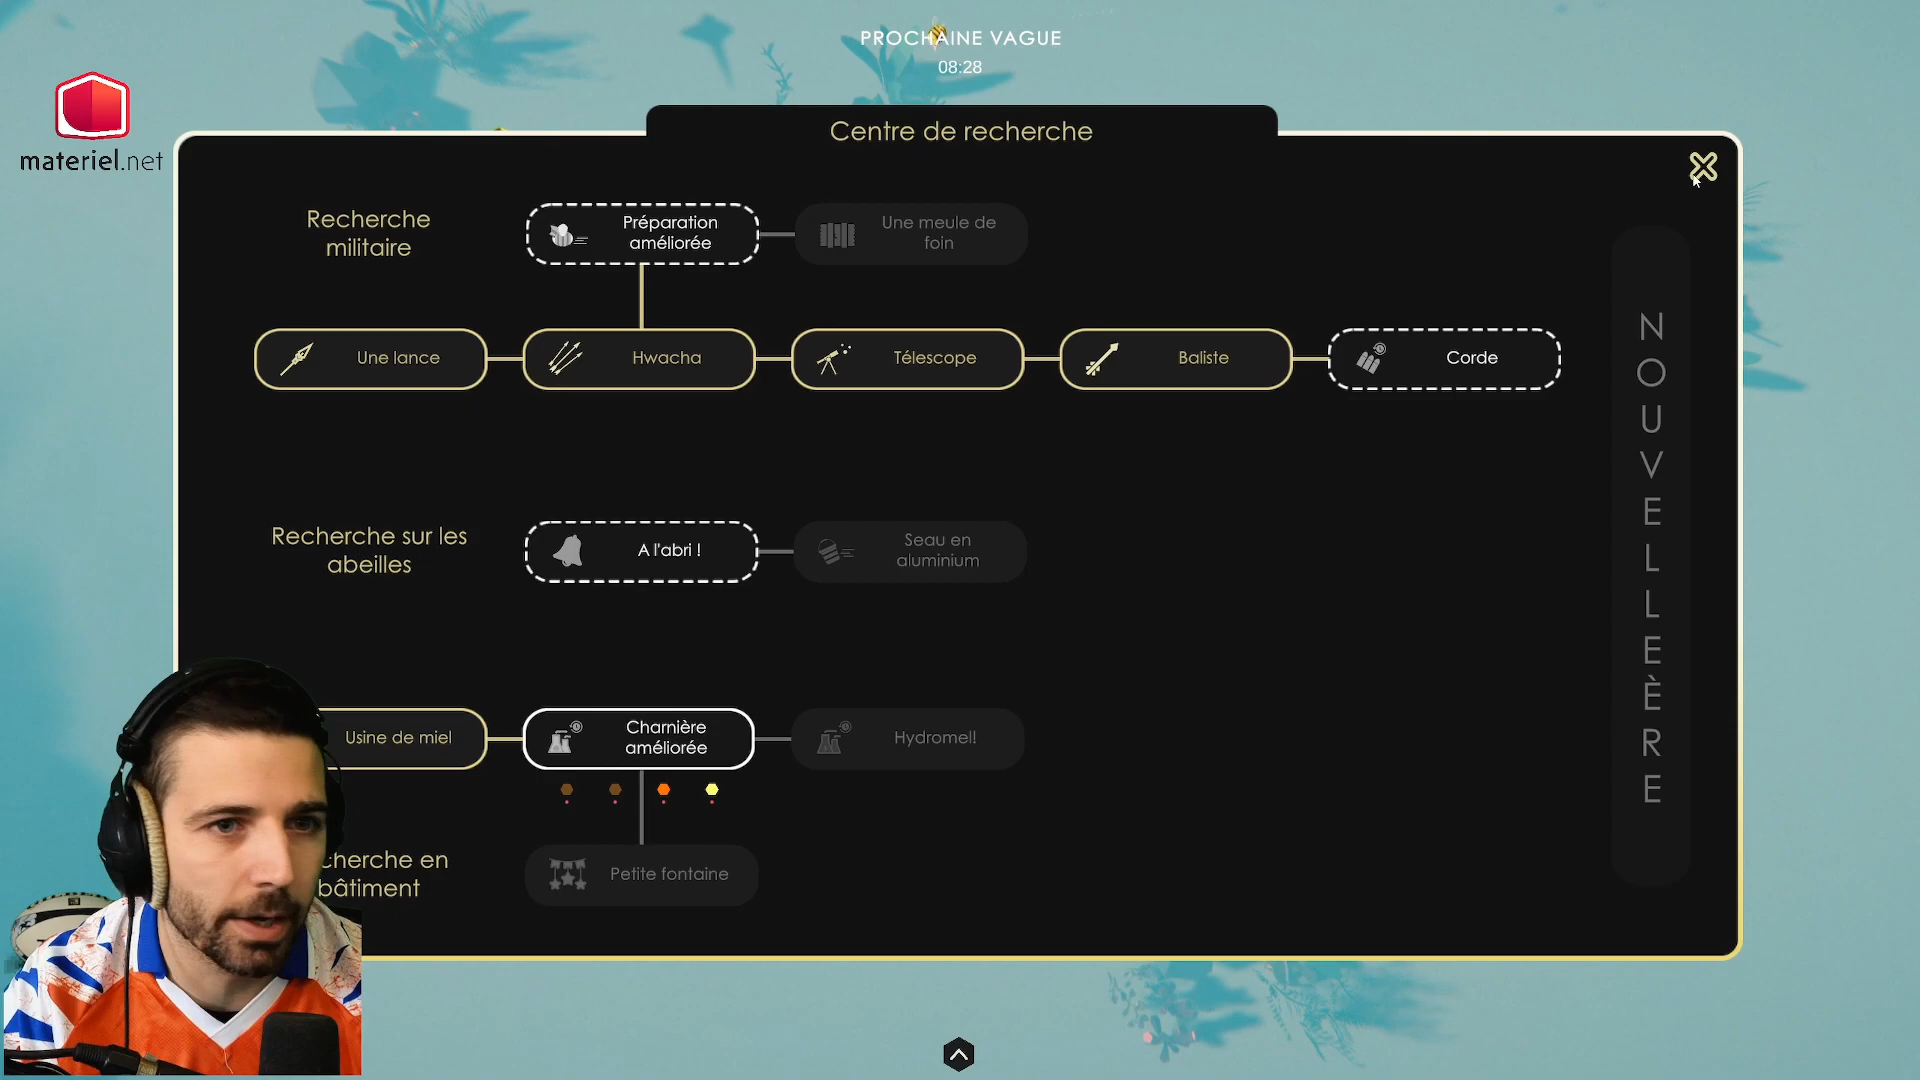 PROCHAINE VAGUE
08:28
materiel.net
Centre de recherche
Recherche
militaire
Préparation
améliorée
Une meule de
foin
Une lance
Hwacha
Télescope
Baliste
Corde
Recherche sur les
abeilles
A l'abri !
Seau en
aluminium
Usine de miel
Charnière
améliorée
Hydromel!
cherche en
bâtiment
Petite fontaine
NOUVELLE ÈRE